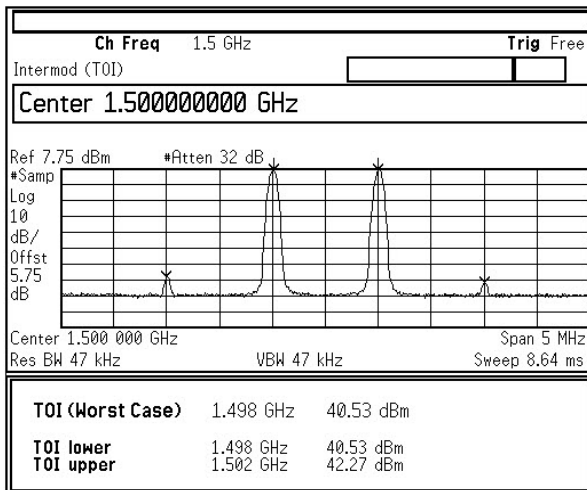 Ch Freq 1.5 GHz Trig Free
Intermod (TOI)
Center 1.500000000 GHz
Ref 7.75 dBm #Atten 32 dB
#Samp
Log
10
dB/
Offst
5.75
dB
Center 1.500 000 GHz Span 5 MHz
Res BW 47 kHz VBW 47 kHz Sweep 8.64 ms
TOI (Worst Case) 1.498 GHz 40.53 dBm
TOI lower 1.498 GHz 40.53 dBm
TOI upper 1.502 GHz 42.27 dBm